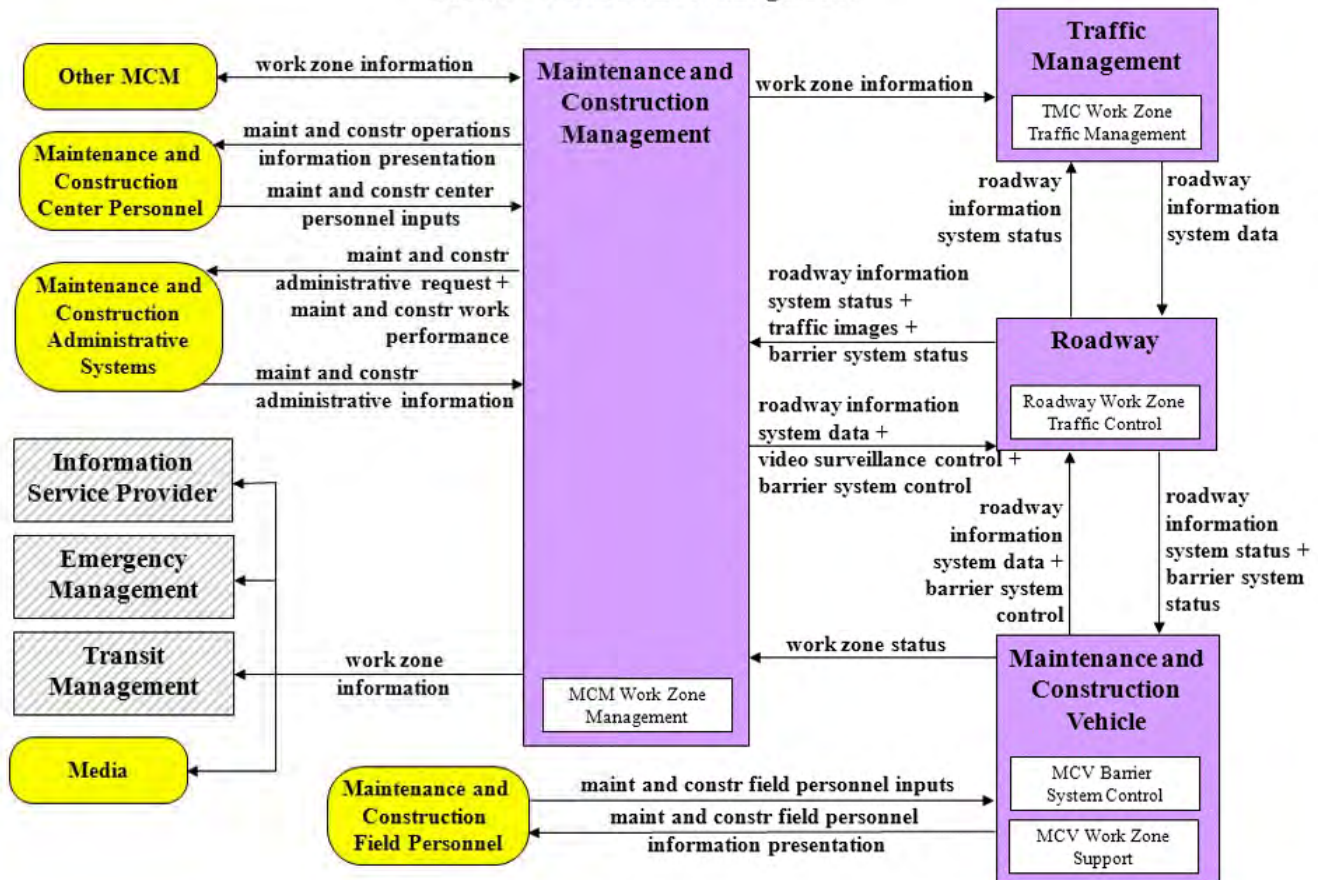 Other MCM
work zone information
Maintenance and
Construction
Center Personnel
maint and constr operations
information presentation
maint and constr center
personnel inputs
Maintenance and
Construction
Administrative
Systems
maint and constr
administrative request +
maint and constr work
performance
maint and constr
administrative information
Information
Service Provider
Emergency
Management
Transit
Management
Media
work zone
information
Maintenance and
Construction
Management
MCM Work Zone
Management
work zone information
Traffic
Management
TMC Work Zone
Traffic Management
roadway
information
system status
roadway
information
system data
roadway information
system status +
traffic images +
barrier system status
Roadway
Roadway Work Zone
Traffic Control
roadway information
system data +
video surveillance control +
barrier system control
roadway
information
system data +
barrier system
control
roadway
information
system status +
barrier system
status
work zone status
Maintenance and
Construction
Vehicle
MCV Barrier
System Control
MCV Work Zone
Support
Maintenance and
Construction
Field Personnel
maint and constr field personnel inputs
maint and constr field personnel
information presentation